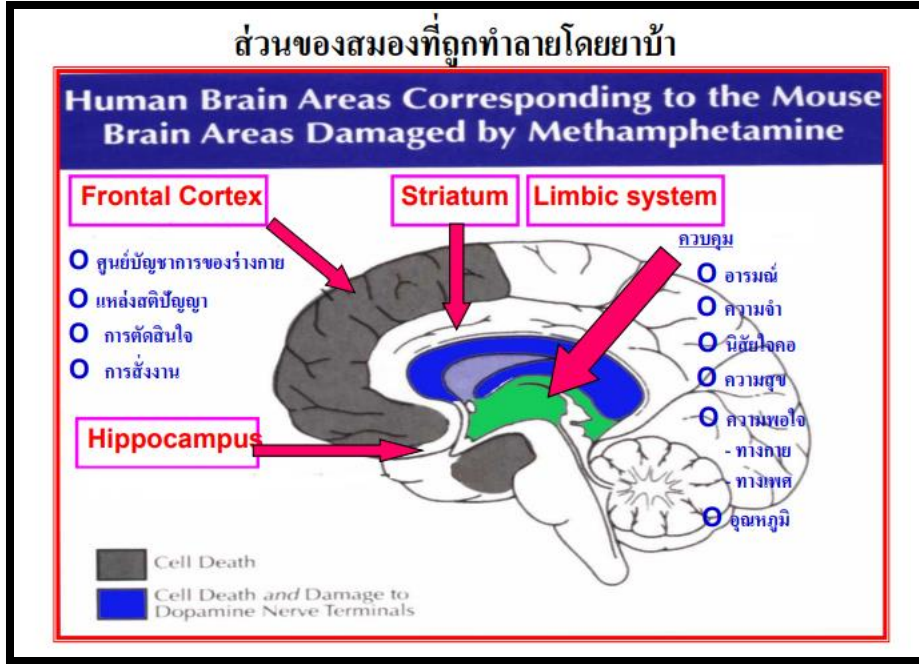 ส่วนของสมองที่ถูกทำลายโดยยาบ้า
Human Brain Areas Corresponding to the Mouse
Brain Areas Damaged by Methamphetamine
Frontal Cortex
Striatum
Limbic system
O ศูนย์บัญชาการของร่างกาย
O แหล่งสติปัญญา
O การตัดสินใจ
O การสั่งงาน
ควบคุม
O อารมณ์
O ความจำ
O นิสัยใจคอ
O ความสุข
O ความพอใจ
- ทางกาย
- ทางเพศ
O อุณหภูมิ
Hippocampus
Cell Death
Cell Death and Damage to
Dopamine Nerve Terminals